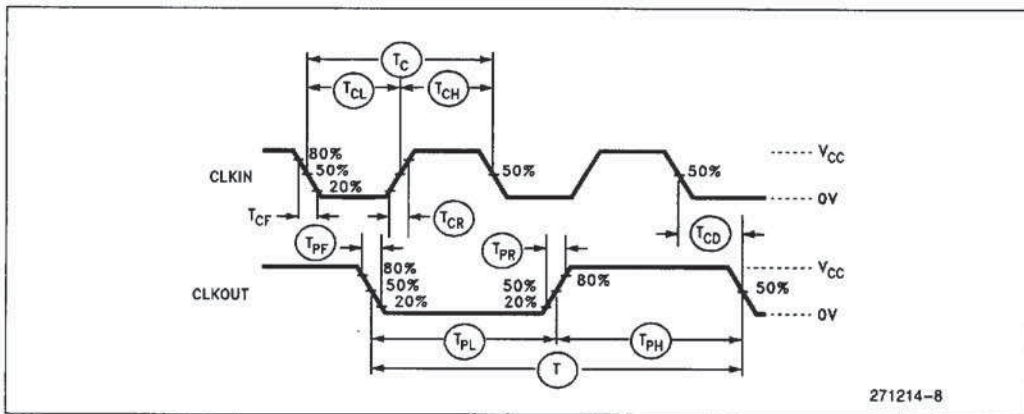 T_C
T_CL T_CH
CLKIN 80% 50% 20% 50% 50% V_CC 0V
T_CF T_CR T_CD
T_PF T_PR
CLKOUT 80% 50% 20% 50% 20% 80% 50% V_CC 0V
T_PL T_PH
T
271214-8